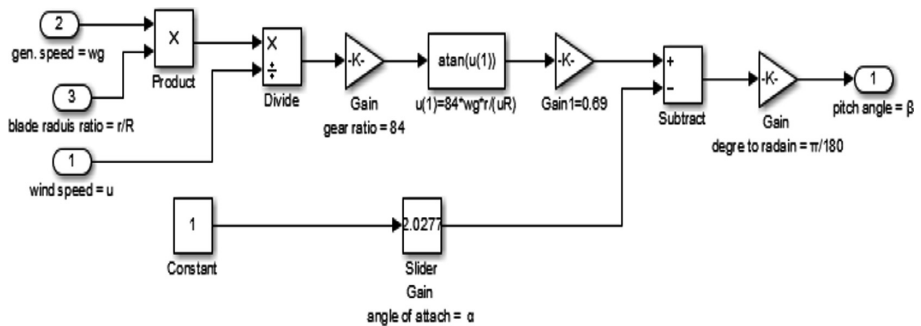 2
gen. speed = wg
3
blade raduis ratio = r/R
1
wind speed = u
X
Product
X
÷
Divide
-K-
Gain
gear ratio = 84
atan(u(1))
u(1)=84*wg*r/(uR)
-K-
Gain1=0.69
+
−
Subtract
-K-
Gain
degre to radain = π/180
1
pitch angle = β
1
Constant
2.0277
Slider
Gain
angle of attach = α